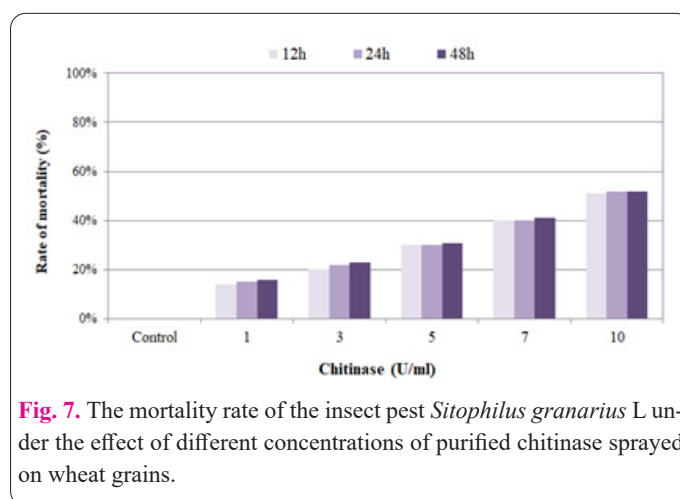 12h 24h 48h
100%
80%
60%
40%
20%
0%
Rate of mortality (%)
Control 1 3 5 7 10
Chitinase (U/ml)
Fig. 7. The mortality rate of the insect pest Sitophilus granarius L un-
der the effect of different concentrations of purified chitinase sprayed
on wheat grains.